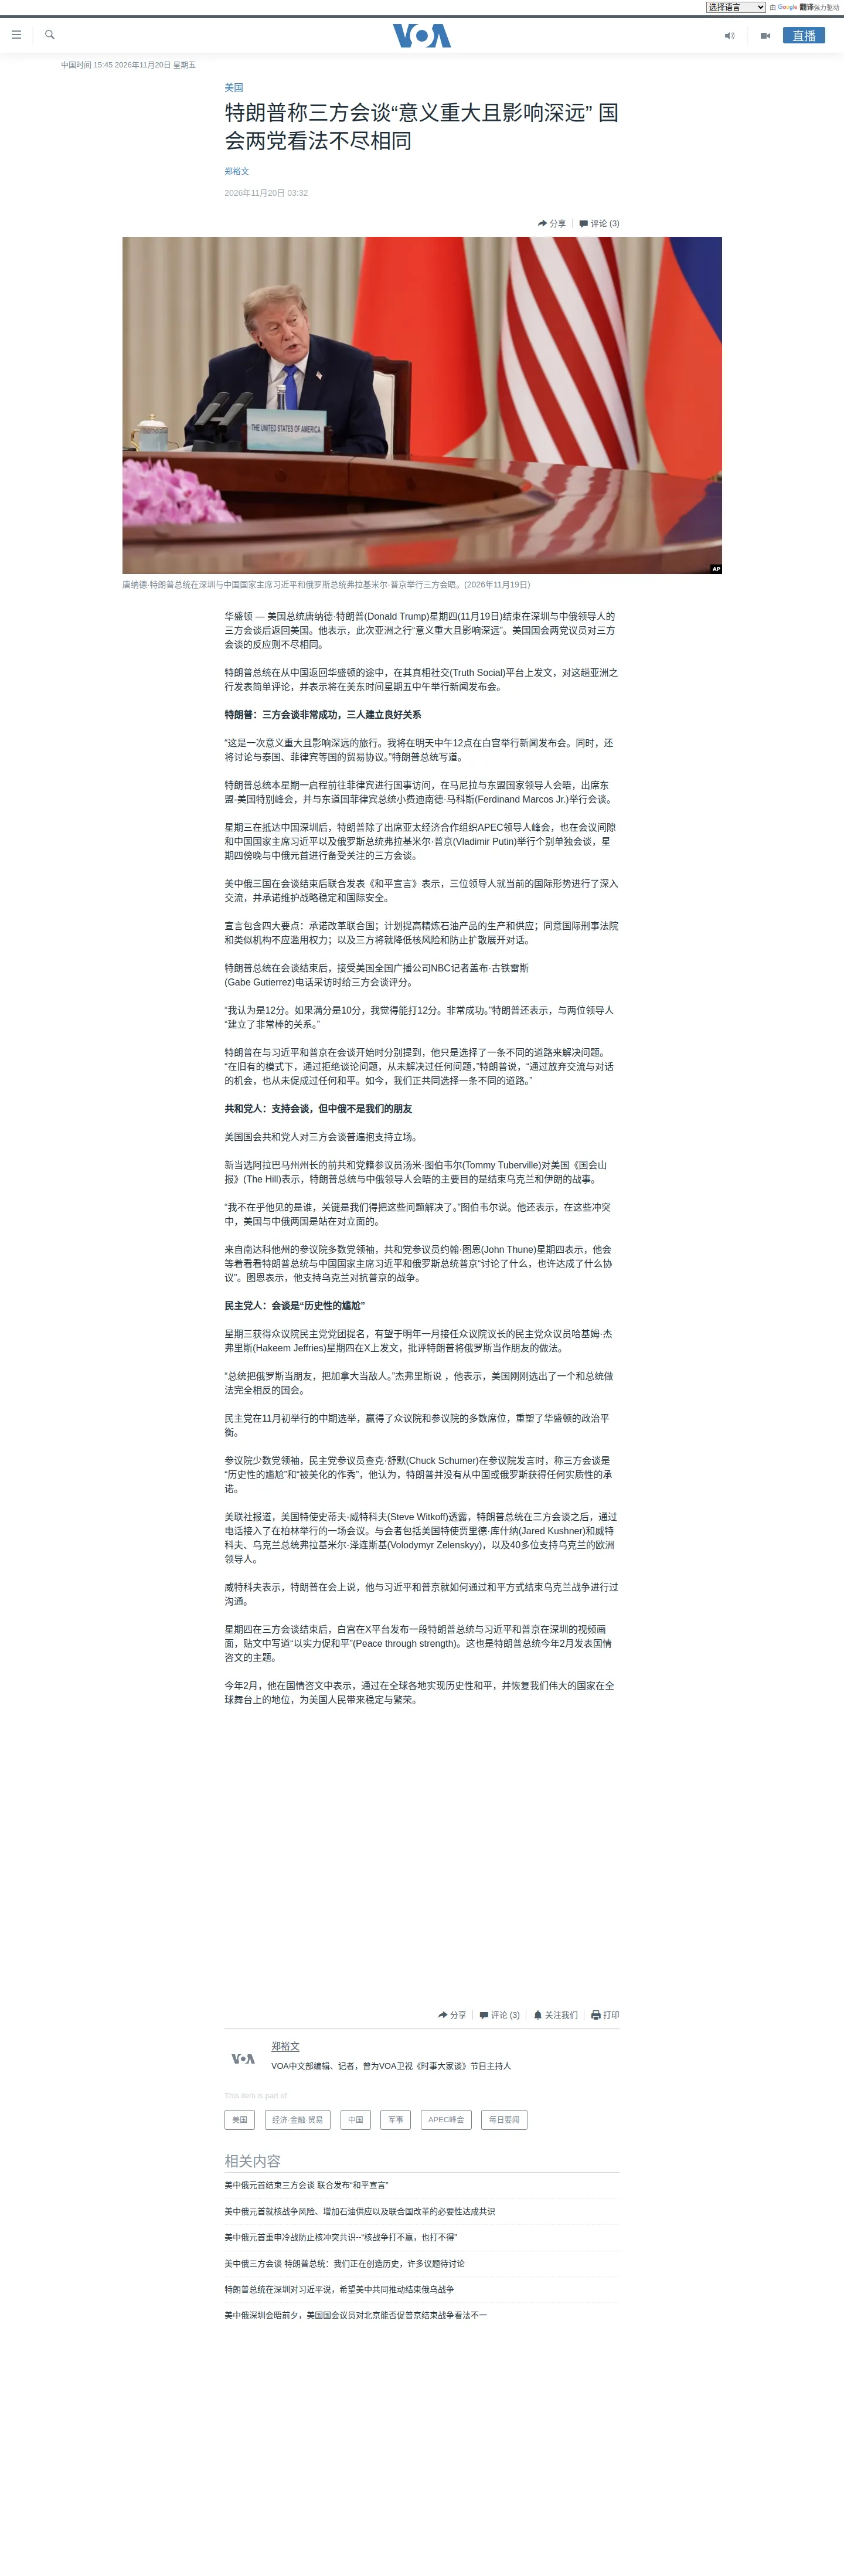 选择语言 由 Google 翻译强力驱动
VOA
直播
中国时间 15:45 2026年11月20日 星期五
美国
特朗普称三方会谈“意义重大且影响深远” 国
会两党看法不尽相同
郑裕文
2026年11月20日 03:32
分享 评论 (3)
THE UNITED STATES OF AMERICA
AP
唐纳德·特朗普总统在深圳与中国国家主席习近平和俄罗斯总统弗拉基米尔·普京举行三方会晤。(2026年11月19日)
华盛顿 — 美国总统唐纳德·特朗普(Donald Trump)星期四(11月19日)结束在深圳与中俄领导人的
三方会谈后返回美国。他表示，此次亚洲之行“意义重大且影响深远”。美国国会两党议员对三方
会谈的反应则不尽相同。
特朗普总统在从中国返回华盛顿的途中，在其真相社交(Truth Social)平台上发文，对这趟亚洲之
行发表简单评论，并表示将在美东时间星期五中午举行新闻发布会。
特朗普：三方会谈非常成功，三人建立良好关系
“这是一次意义重大且影响深远的旅行。我将在明天中午12点在白宫举行新闻发布会。同时，还
将讨论与泰国、菲律宾等国的贸易协议。”特朗普总统写道。
特朗普总统本星期一启程前往菲律宾进行国事访问，在马尼拉与东盟国家领导人会晤，出席东
盟-美国特别峰会，并与东道国菲律宾总统小费迪南德·马科斯(Ferdinand Marcos Jr.)举行会谈。
星期三在抵达中国深圳后，特朗普除了出席亚太经济合作组织APEC领导人峰会，也在会议间隙
和中国国家主席习近平以及俄罗斯总统弗拉基米尔·普京(Vladimir Putin)举行个别单独会谈，星
期四傍晚与中俄元首进行备受关注的三方会谈。
美中俄三国在会谈结束后联合发表《和平宣言》表示，三位领导人就当前的国际形势进行了深入
交流，并承诺维护战略稳定和国际安全。
宣言包含四大要点：承诺改革联合国；计划提高精炼石油产品的生产和供应；同意国际刑事法院
和类似机构不应滥用权力；以及三方将就降低核风险和防止扩散展开对话。
特朗普总统在会谈结束后，接受美国全国广播公司NBC记者盖布·古铁雷斯
(Gabe Gutierrez)电话采访时给三方会谈评分。
“我认为是12分。如果满分是10分，我觉得能打12分。非常成功。”特朗普还表示，与两位领导人
“建立了非常棒的关系。”
特朗普在与习近平和普京在会谈开始时分别提到，他只是选择了一条不同的道路来解决问题。
“在旧有的模式下，通过拒绝谈论问题，从未解决过任何问题，”特朗普说，“通过放弃交流与对话
的机会，也从未促成过任何和平。如今，我们正共同选择一条不同的道路。”
共和党人：支持会谈，但中俄不是我们的朋友
美国国会共和党人对三方会谈普遍抱支持立场。
新当选阿拉巴马州州长的前共和党籍参议员汤米·图伯韦尔(Tommy Tuberville)对美国《国会山
报》(The Hill)表示，特朗普总统与中俄领导人会晤的主要目的是结束乌克兰和伊朗的战事。
“我不在乎他见的是谁，关键是我们得把这些问题解决了。”图伯韦尔说。他还表示，在这些冲突
中，美国与中俄两国是站在对立面的。
来自南达科他州的参议院多数党领袖，共和党参议员约翰·图恩(John Thune)星期四表示，他会
等着看看特朗普总统与中国国家主席习近平和俄罗斯总统普京“讨论了什么，也许达成了什么协
议”。图恩表示，他支持乌克兰对抗普京的战争。
民主党人：会谈是“历史性的尴尬”
星期三获得众议院民主党党团提名，有望于明年一月接任众议院议长的民主党众议员哈基姆·杰
弗里斯(Hakeem Jeffries)星期四在X上发文，批评特朗普将俄罗斯当作朋友的做法。
“总统把俄罗斯当朋友，把加拿大当敌人。”杰弗里斯说 ，他表示，美国刚刚选出了一个和总统做
法完全相反的国会。
民主党在11月初举行的中期选举，赢得了众议院和参议院的多数席位，重塑了华盛顿的政治平
衡。
参议院少数党领袖，民主党参议员查克·舒默(Chuck Schumer)在参议院发言时，称三方会谈是
“历史性的尴尬”和“被美化的作秀”，他认为，特朗普并没有从中国或俄罗斯获得任何实质性的承
诺。
美联社报道，美国特使史蒂夫·威特科夫(Steve Witkoff)透露，特朗普总统在三方会谈之后，通过
电话接入了在柏林举行的一场会议。与会者包括美国特使贾里德·库什纳(Jared Kushner)和威特
科夫、乌克兰总统弗拉基米尔·泽连斯基(Volodymyr Zelenskyy)，以及40多位支持乌克兰的欧洲
领导人。
威特科夫表示，特朗普在会上说，他与习近平和普京就如何通过和平方式结束乌克兰战争进行过
沟通。
星期四在三方会谈结束后，白宫在X平台发布一段特朗普总统与习近平和普京在深圳的视频画
面，贴文中写道“以实力促和平”(Peace through strength)。这也是特朗普总统今年2月发表国情
咨文的主题。
今年2月，他在国情咨文中表示，通过在全球各地实现历史性和平，并恢复我们伟大的国家在全
球舞台上的地位，为美国人民带来稳定与繁荣。
分享 评论 (3) 关注我们 打印
VOA
郑裕文
VOA中文部编辑、记者，曾为VOA卫视《时事大家谈》节目主持人
This item is part of
美国 经济·金融·贸易 中国 军事 APEC峰会 每日要闻
相关内容
美中俄元首结束三方会谈 联合发布“和平宣言”
美中俄元首就核战争风险、增加石油供应以及联合国改革的必要性达成共识
美中俄元首重申冷战防止核冲突共识--“核战争打不赢，也打不得”
美中俄三方会谈 特朗普总统：我们正在创造历史，许多议题待讨论
特朗普总统在深圳对习近平说，希望美中共同推动结束俄乌战争
美中俄深圳会晤前夕，美国国会议员对北京能否促普京结束战争看法不一